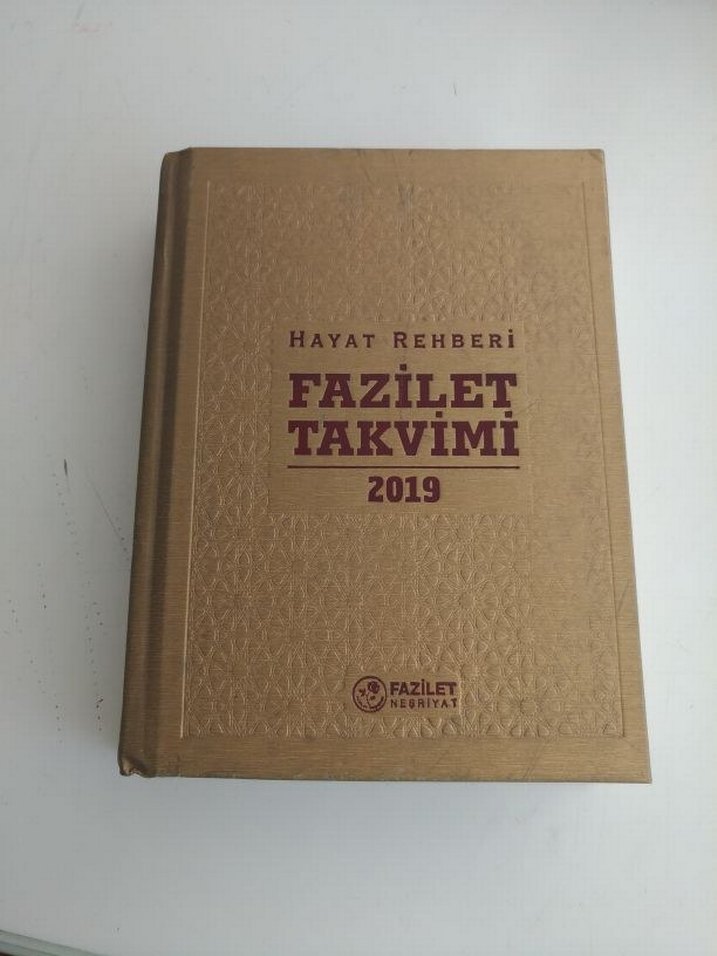 HAYAT REHBERİ
FAZİLET
TAKVİMİ
2019
FAZİLET
NEŞRİYAT